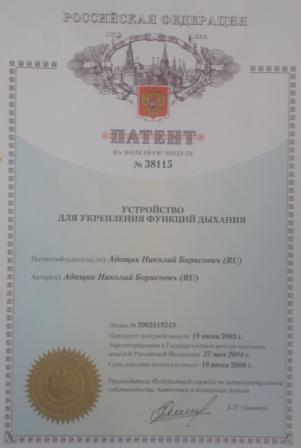 РОССИЙСКАЯ ФЕДЕРАЦИЯ
ПАТЕНТ
НА ПОЛЕЗНУЮ МОДЕЛЬ
№ 38115
УСТРОЙСТВО
ДЛЯ УКРЕПЛЕНИЯ ФУНКЦИЙ ДЫХАНИЯ
Патентообладатель(ли): Адащик Николай Борисович (RU)
Автор(ы): Адащик Николай Борисович (RU)
Заявка № 2003119243
Приоритет полезной модели 19 июня 2003 г.
Зарегистрировано в Государственном реестре полезных
моделей Российской Федерации 27 мая 2004 г.
Срок действия патента истекает 19 июня 2008 г.
Руководитель Федеральной службы по интеллектуальной
собственности, патентам и товарным знакам
Б.П. Симонов